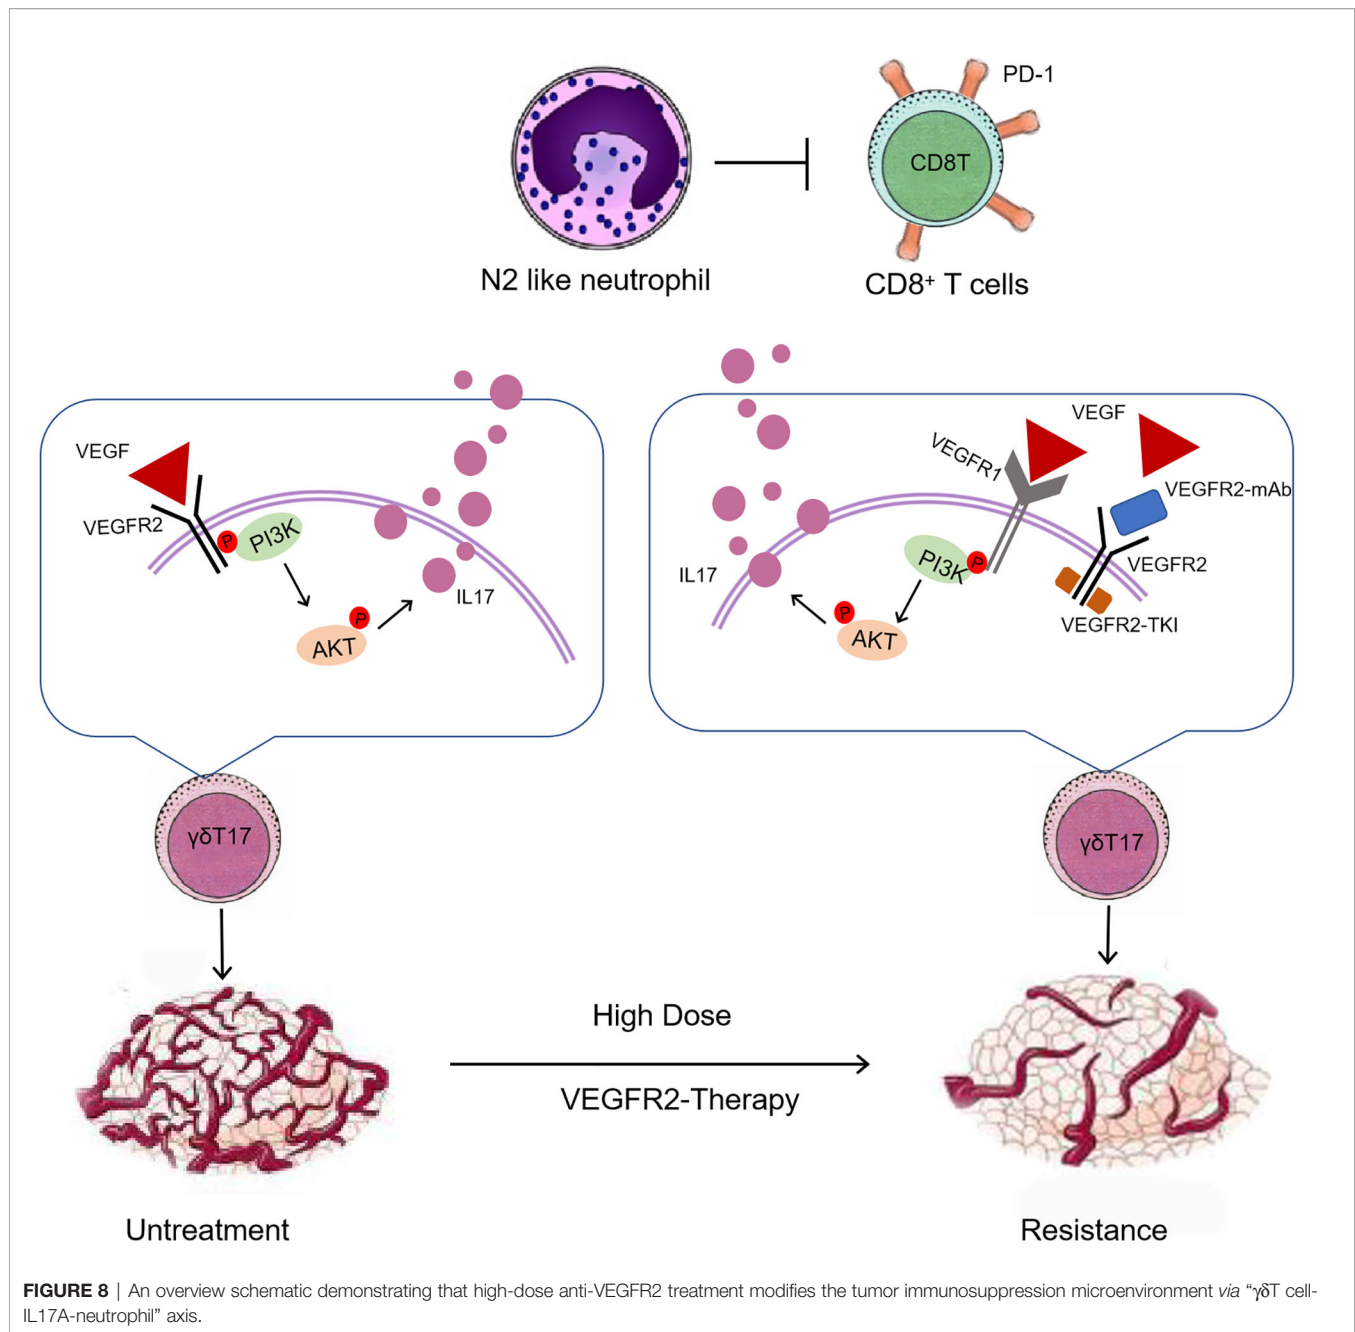 PD-1
CD8T
N2 like neutrophil
CD8⁺ T cells
VEGF
VEGFR2
P
PI3K
P
AKT
IL17
VEGF
VEGFR1
VEGFR2-mAb
VEGFR2
VEGFR2-TKI
PI3K
P
IL17
P
AKT
γδT17
γδT17
High Dose
VEGFR2-Therapy
Untreatment
Resistance
FIGURE 8 | An overview schematic demonstrating that high-dose anti-VEGFR2 treatment modifies the tumor immunosuppression microenvironment via “γδT cell-
IL17A-neutrophil” axis.